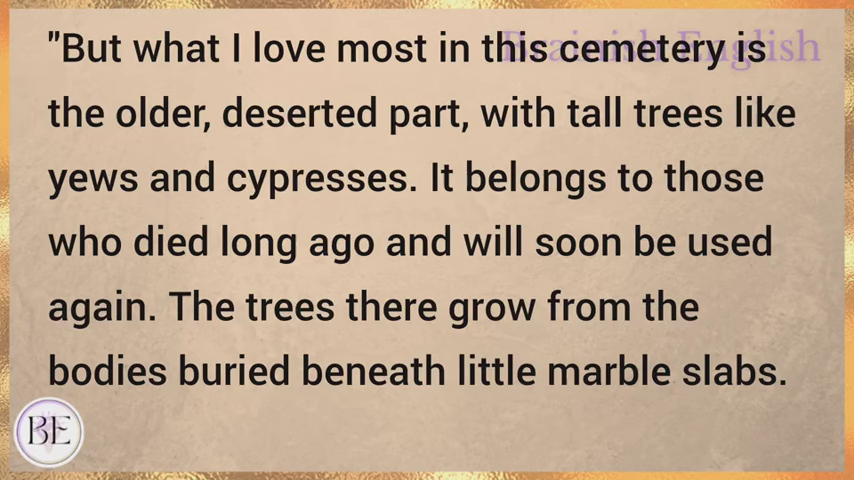 Brainish English
"But what I love most in this cemetery is
the older, deserted part, with tall trees like
yews and cypresses. It belongs to those
who died long ago and will soon be used
again. The trees there grow from the
bodies buried beneath little marble slabs.
BE